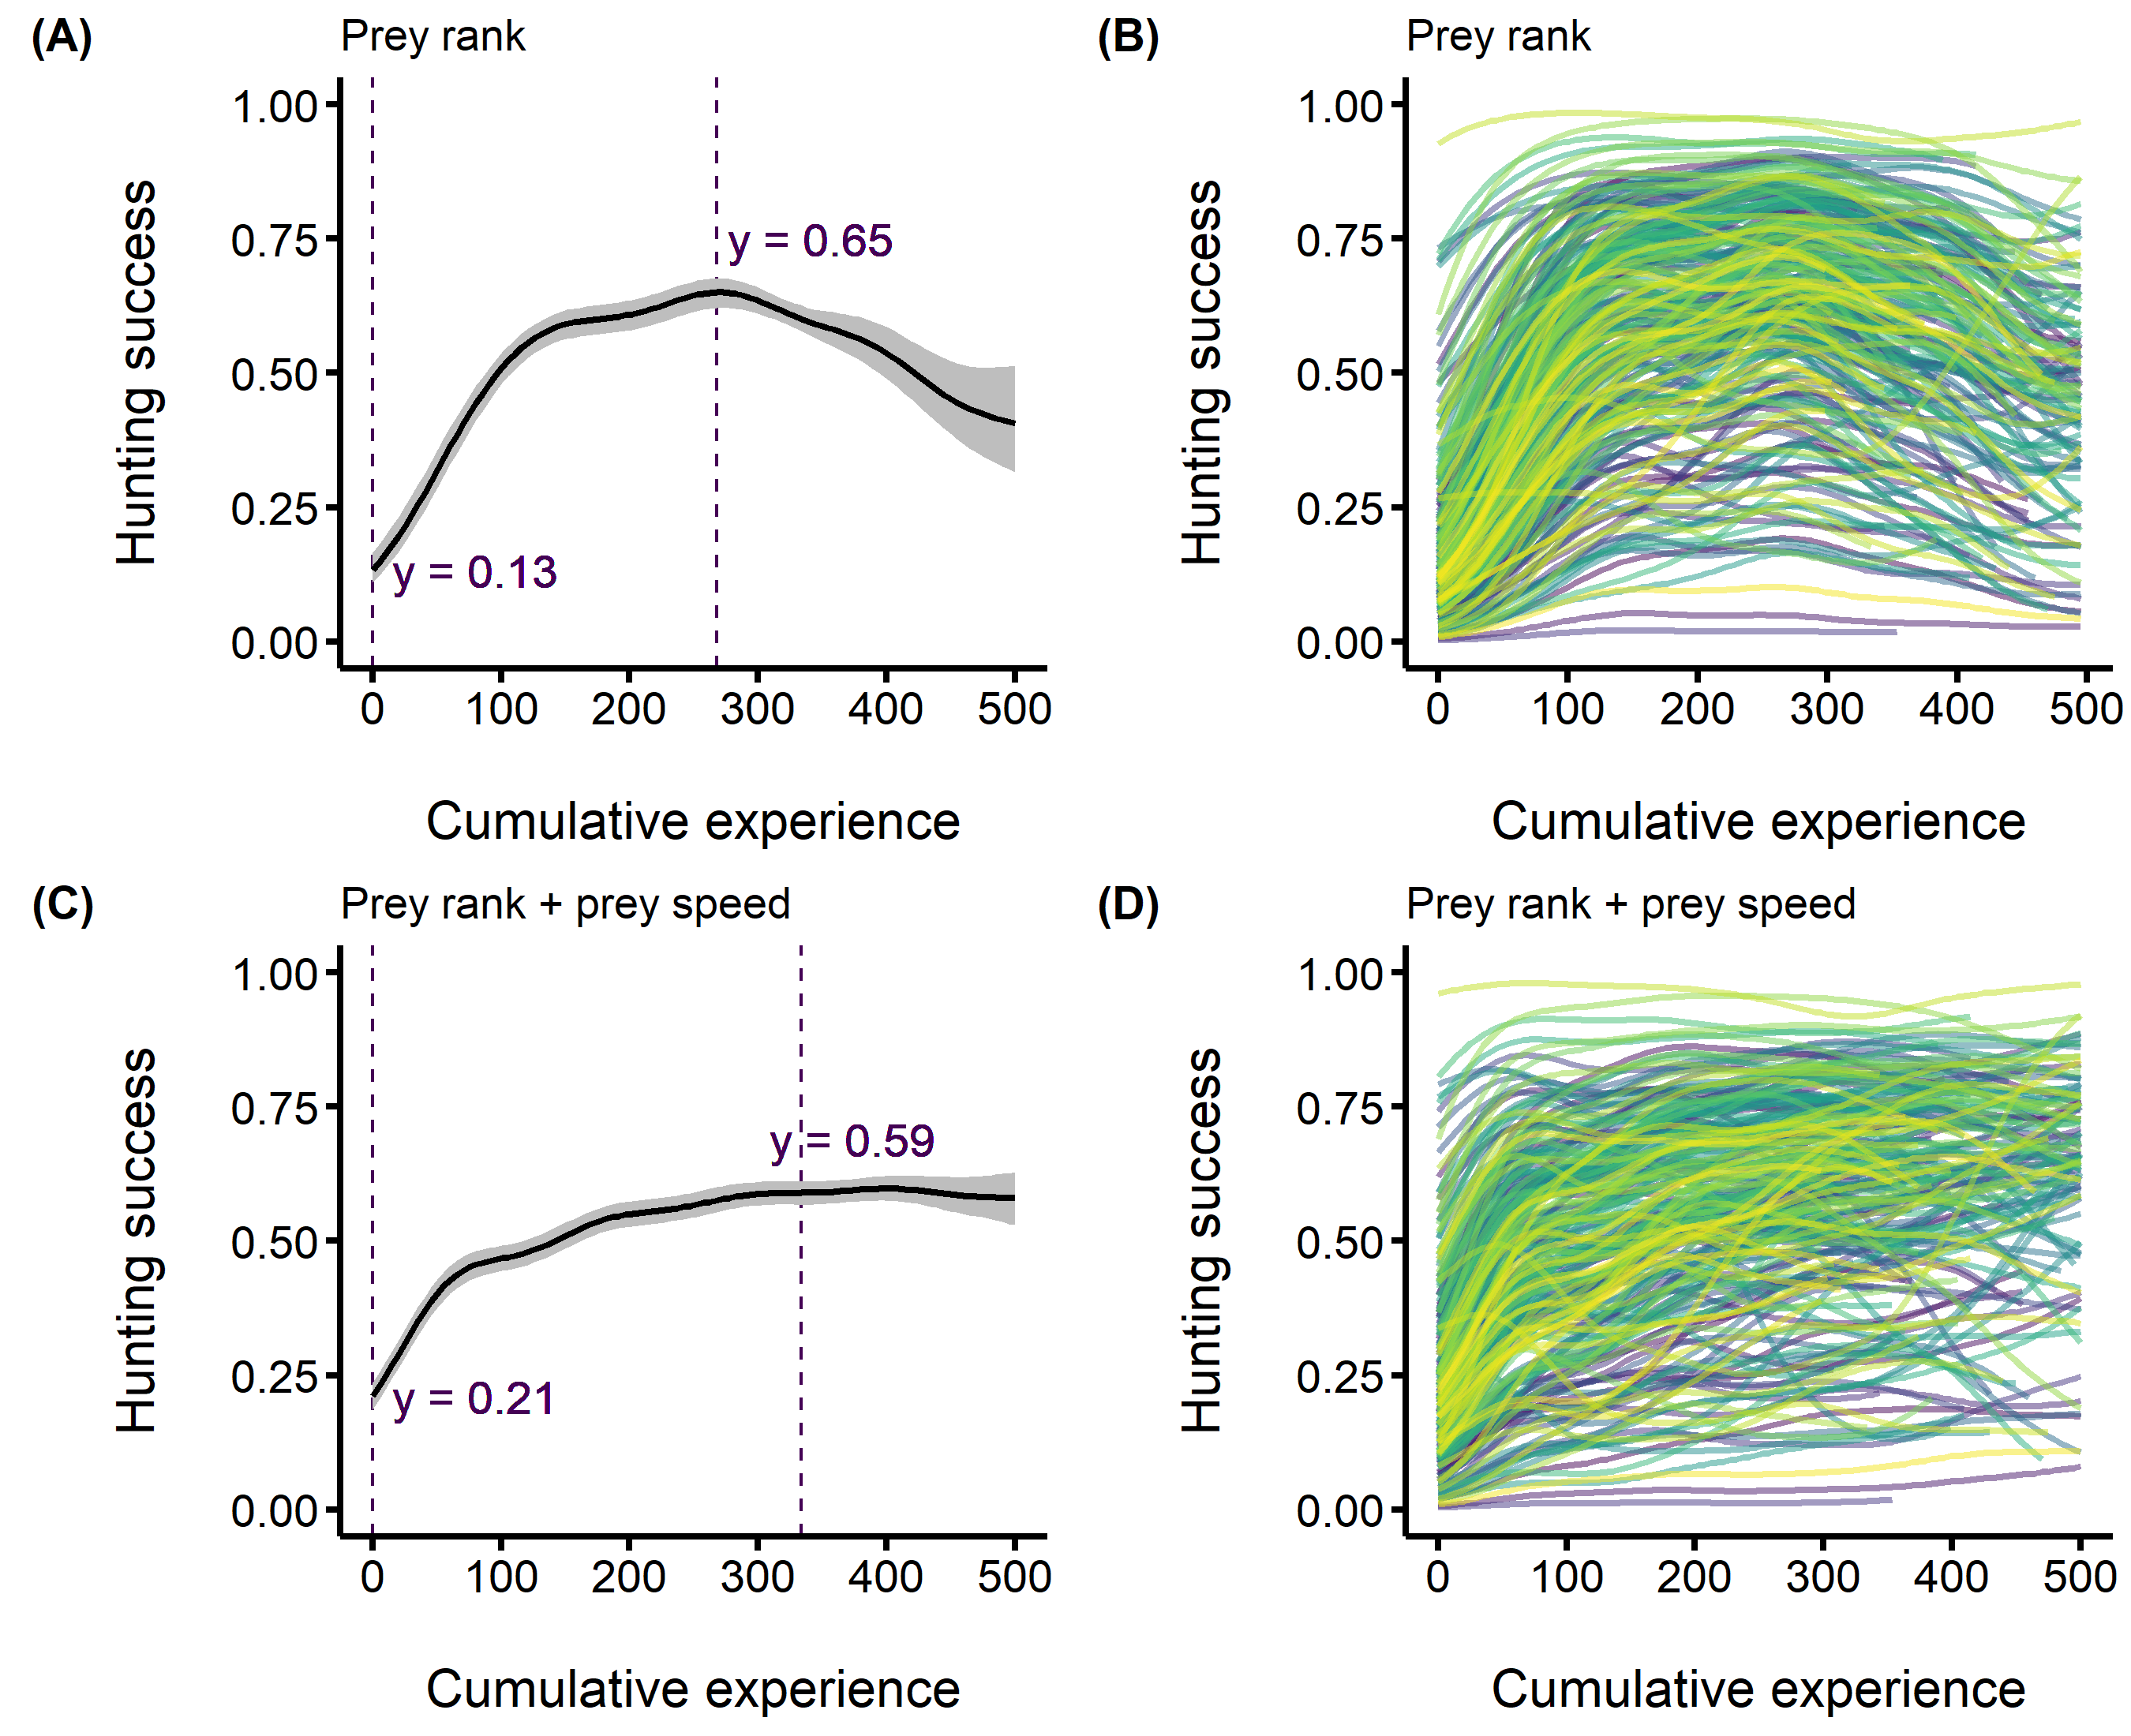 (A) Prey rank
Hunting success
1.00
0.75
0.50
0.25
0.00
y = 0.65
y = 0.13
0 100 200 300 400 500
Cumulative experience
(B) Prey rank
Hunting success
1.00
0.75
0.50
0.25
0.00
0 100 200 300 400 500
Cumulative experience
(C) Prey rank + prey speed
Hunting success
1.00
0.75
0.50
0.25
0.00
y = 0.59
y = 0.21
0 100 200 300 400 500
Cumulative experience
(D) Prey rank + prey speed
Hunting success
1.00
0.75
0.50
0.25
0.00
0 100 200 300 400 500
Cumulative experience